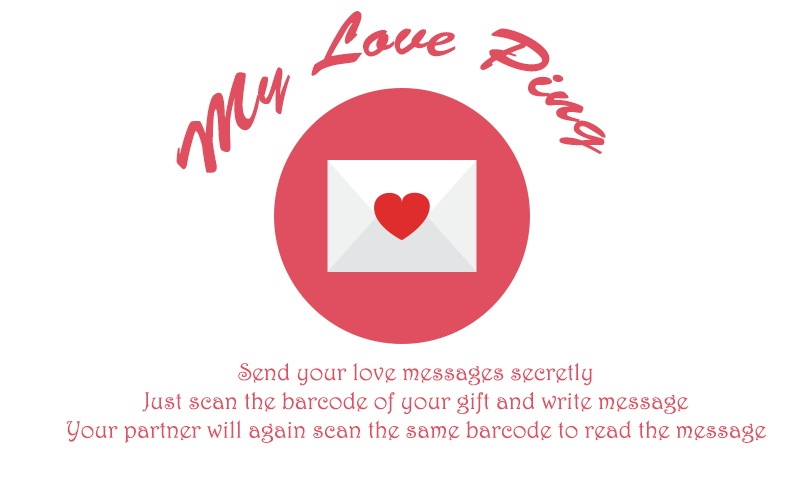 My Love Ping
Send your love messages secretly
Just scan the barcode of your gift and write message
Your partner will again scan the same barcode to read the message